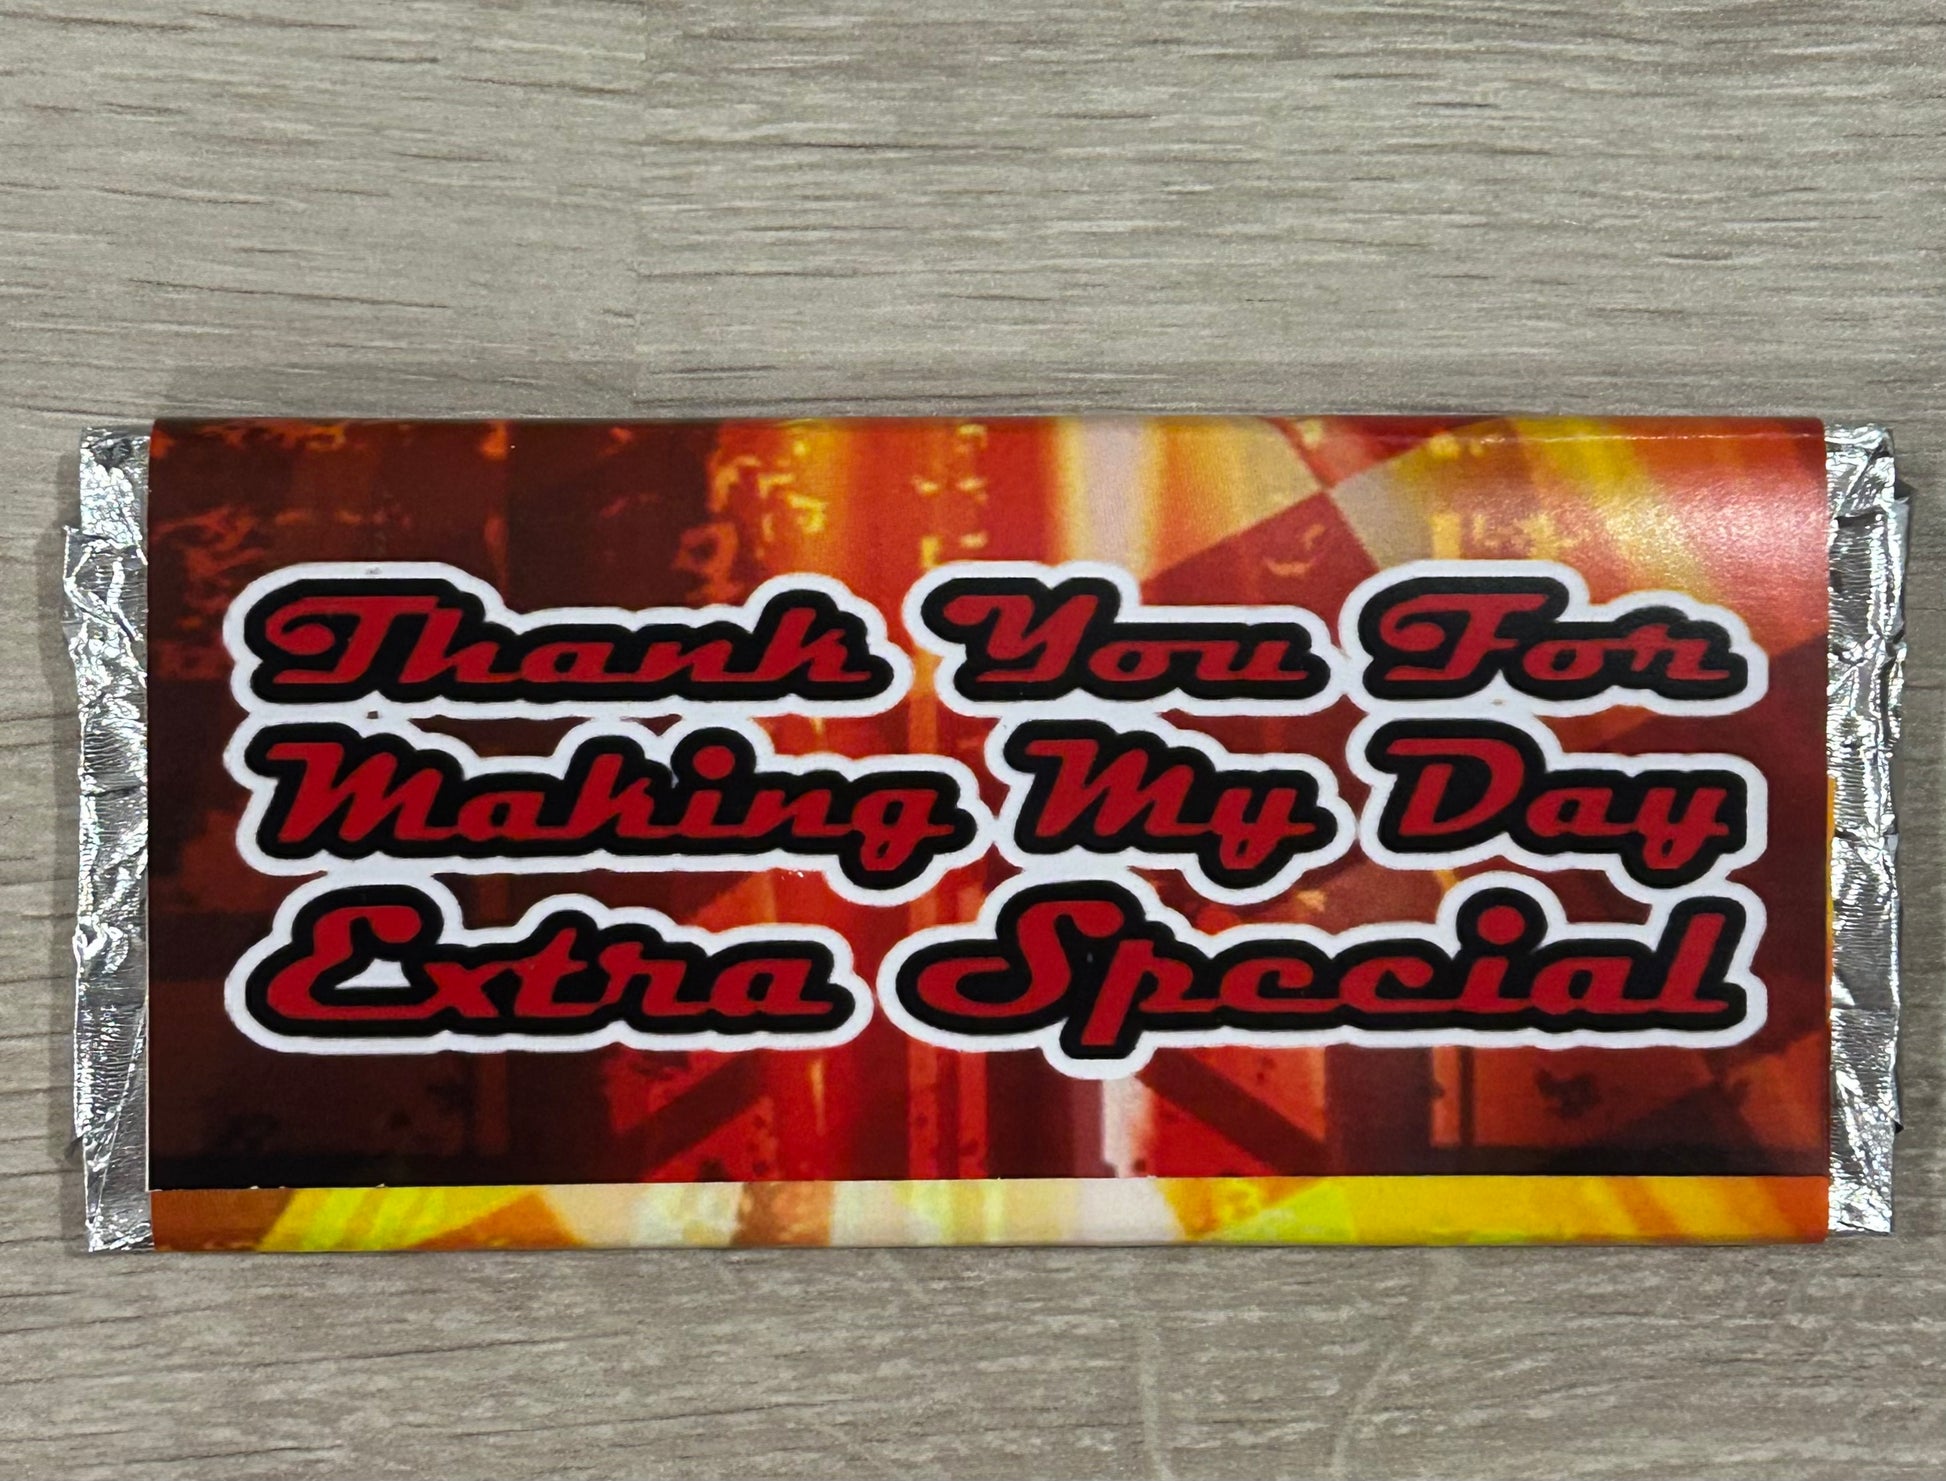 Thank You For
Making My Day
Extra Special